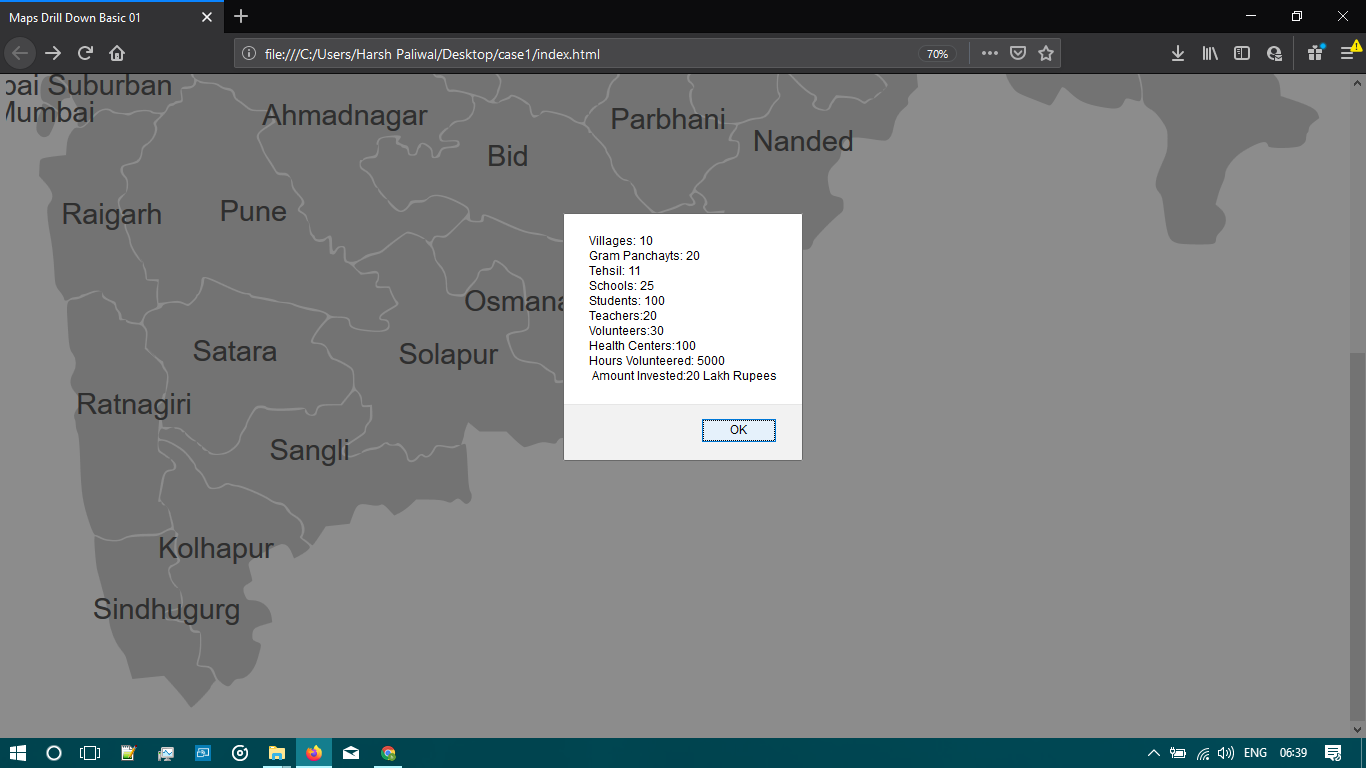 Maps Drill Down Basic 01
file:///C:/Users/Harsh Paliwal/Desktop/case1/index.html
70%
bai Suburban
Mumbai
Ahmadnagar
Parbhani
Nanded
Bid
Raigarh
Pune
Osmana
Satara
Solapur
Ratnagiri
Sangli
Kolhapur
Sindhugurg
Villages: 10
Gram Panchayts: 20
Tehsil: 11
Schools: 25
Students: 100
Teachers:20
Volunteers:30
Health Centers:100
Hours Volunteered: 5000
Amount Invested:20 Lakh Rupees
OK
ENG
06:39